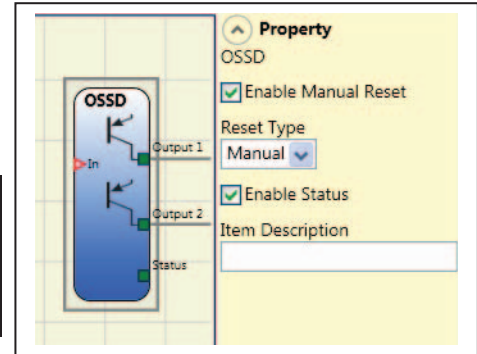 OSSD
In
Output 1
Output 2
Status
Property
OSSD
Enable Manual Reset
Reset Type
Manual
Enable Status
Item Description